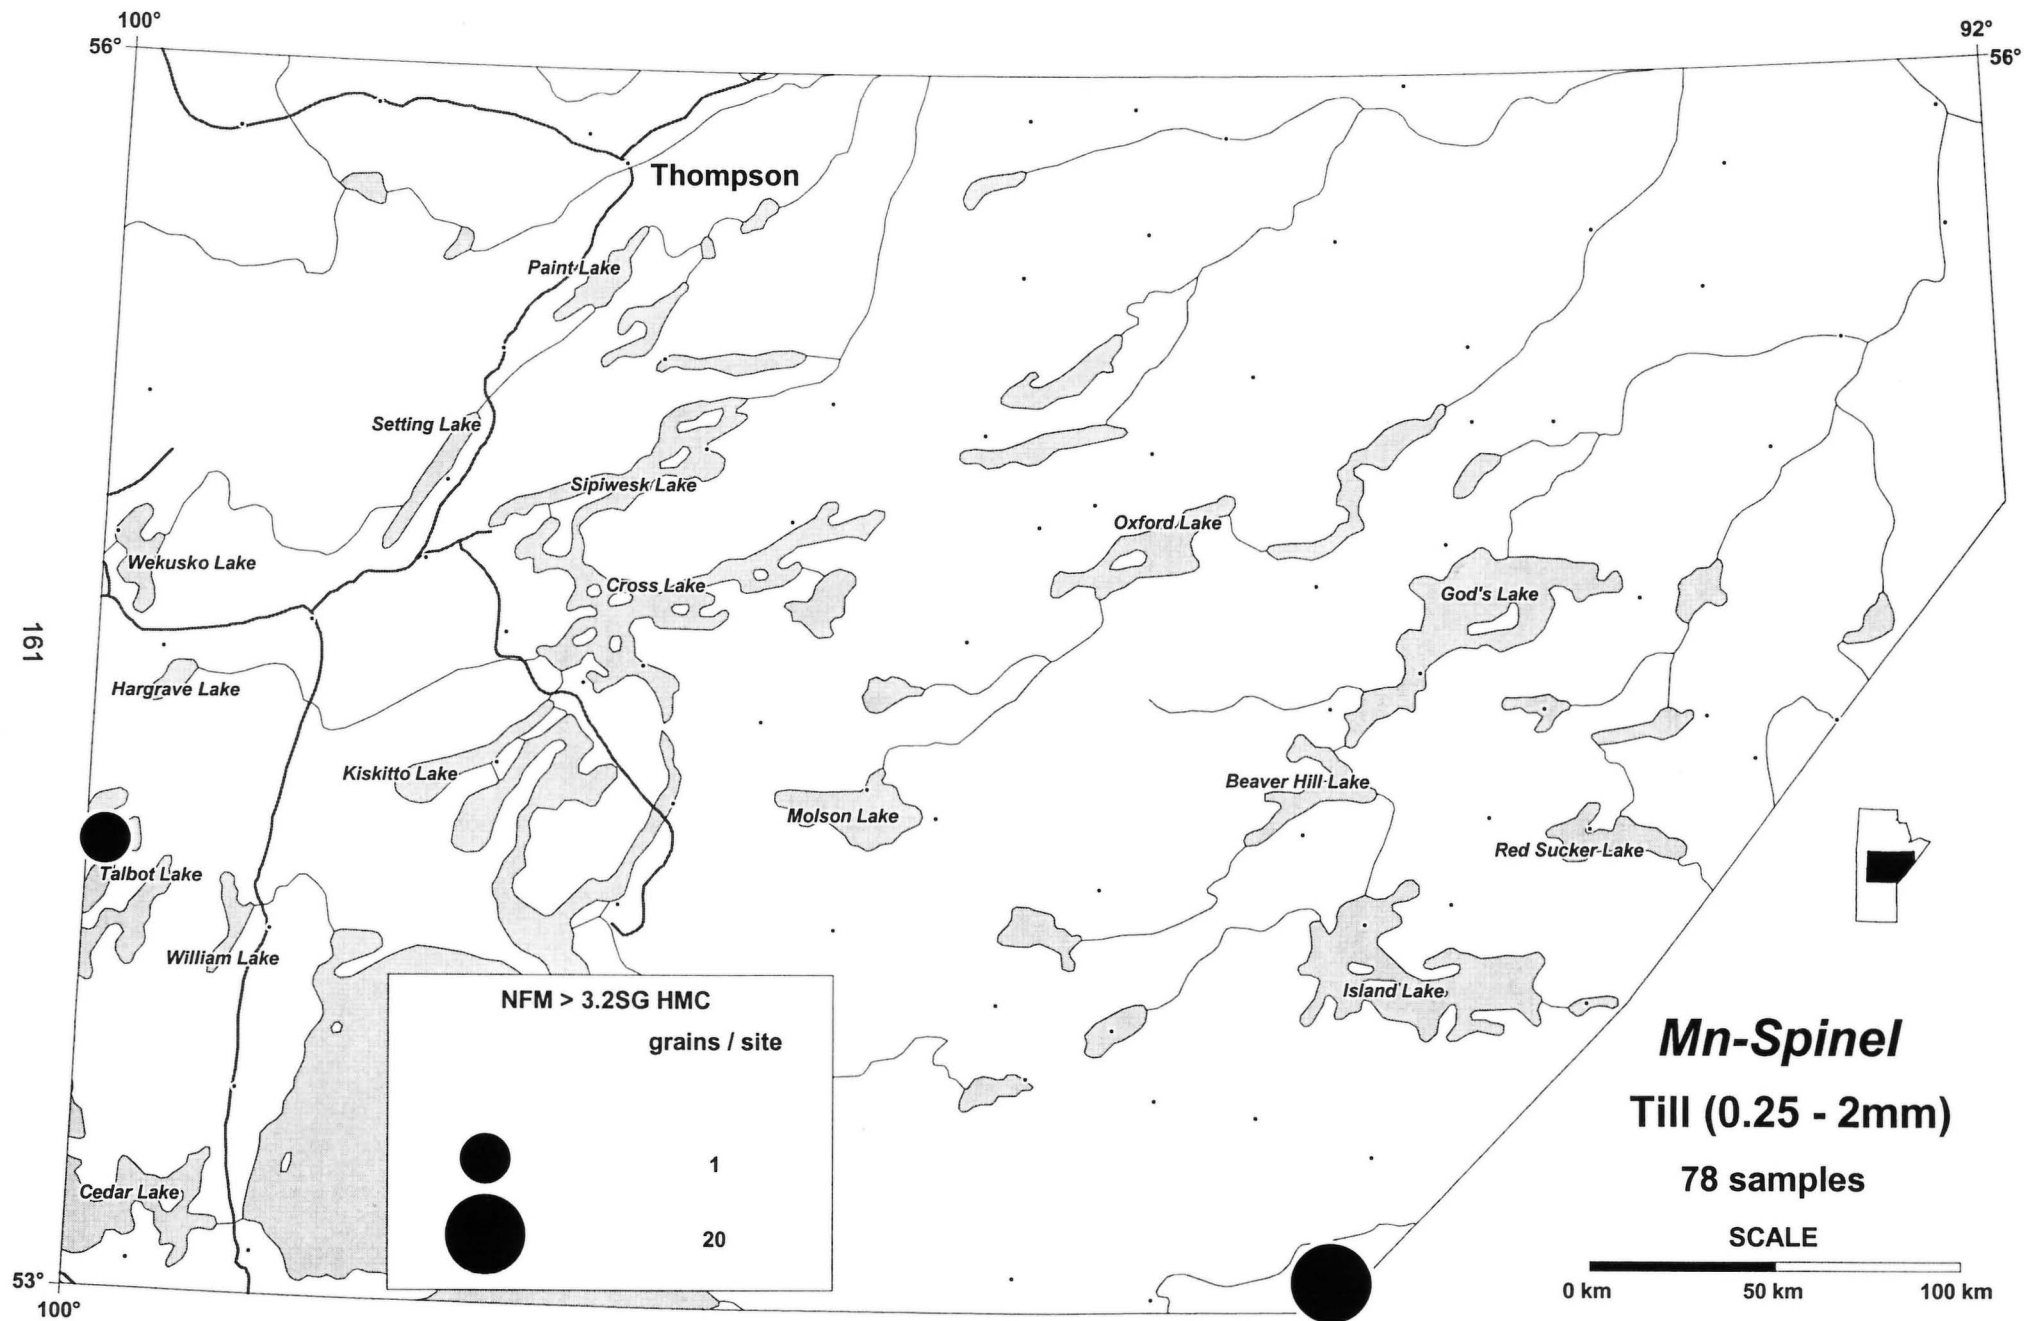 100°
56°
92°
56°
Thompson
Paint Lake
Setting Lake
Sipiwesk Lake
Oxford Lake
Wekusko Lake
Cross Lake
God's Lake
161
Hargrave Lake
Kiskitto Lake
Beaver Hill Lake
Molson Lake
Red Sucker Lake
Talbot Lake
William Lake
Island Lake
NFM > 3.2SG HMC
grains / site
1
20
Mn-Spinel
Till (0.25 - 2mm)
78 samples
SCALE
0 km 50 km 100 km
Cedar Lake
53°
100°